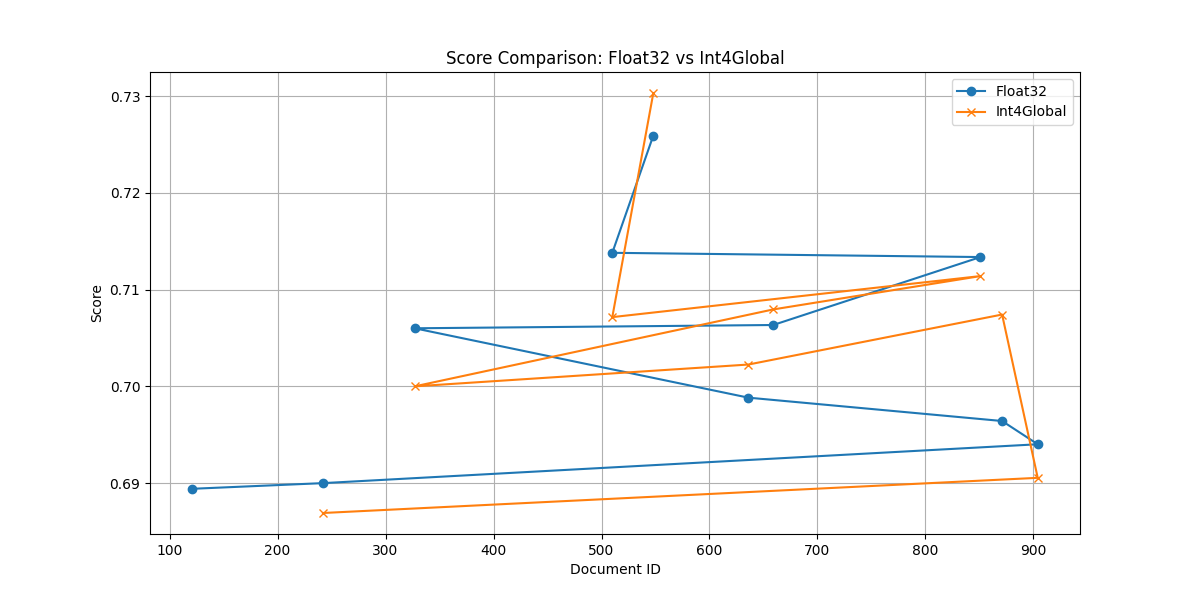 Score Comparison: Float32 vs Int4Global
Float32
Int4Global
0.73
0.72
0.71
0.70
0.69
Score
100 200 300 400 500 600 700 800 900
Document ID